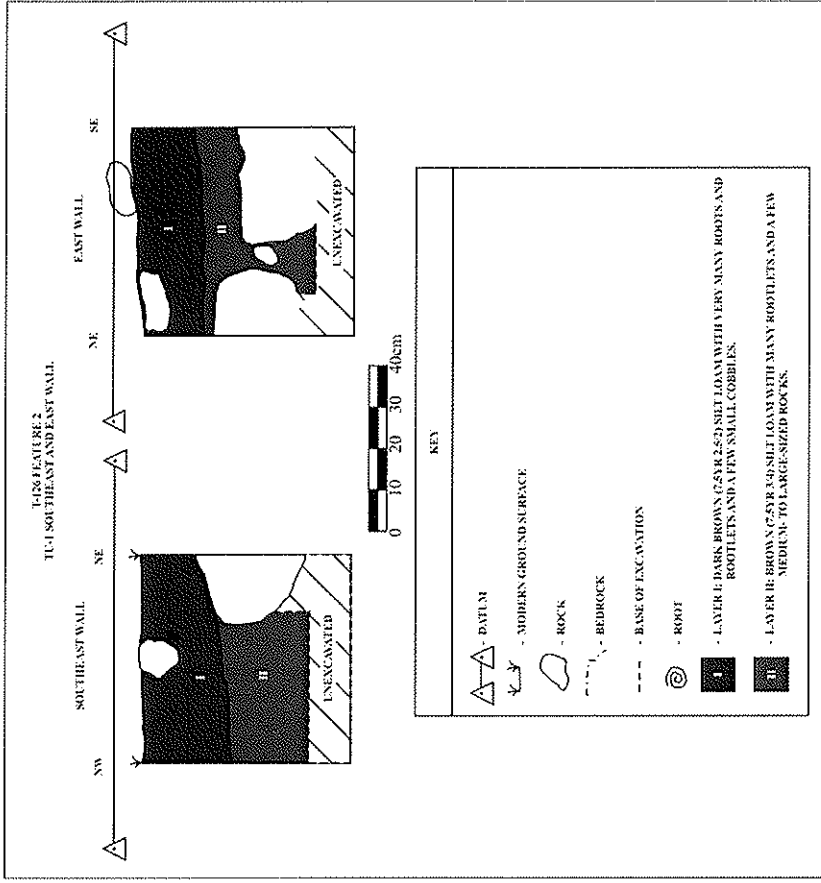 T-126 FEATURE 2
TU-1 SOUTHEAST AND EAST WALL
SOUTHEAST WALL
NW
SE
I
II
UNEXCAVATED
EAST WALL
NE
SE
I
II
UNEXCAVATED
0 10 20 30 40cm
KEY
- DATUM
- MODERN GROUND SURFACE
- ROCK
- BEDROCK
- BASE OF EXCAVATION
- ROOT
I - LAYER I: DARK BROWN (7.5YR 2.5/2) SILT LOAM WITH VERY MANY ROOTS AND
ROOTLETS AND A FEW SMALL COBBLES.
II - LAYER II: BROWN (7.5YR 3/4) SILT LOAM WITH MANY ROOTLETS AND A FEW
MEDIUM- TO LARGE-SIZED ROCKS.